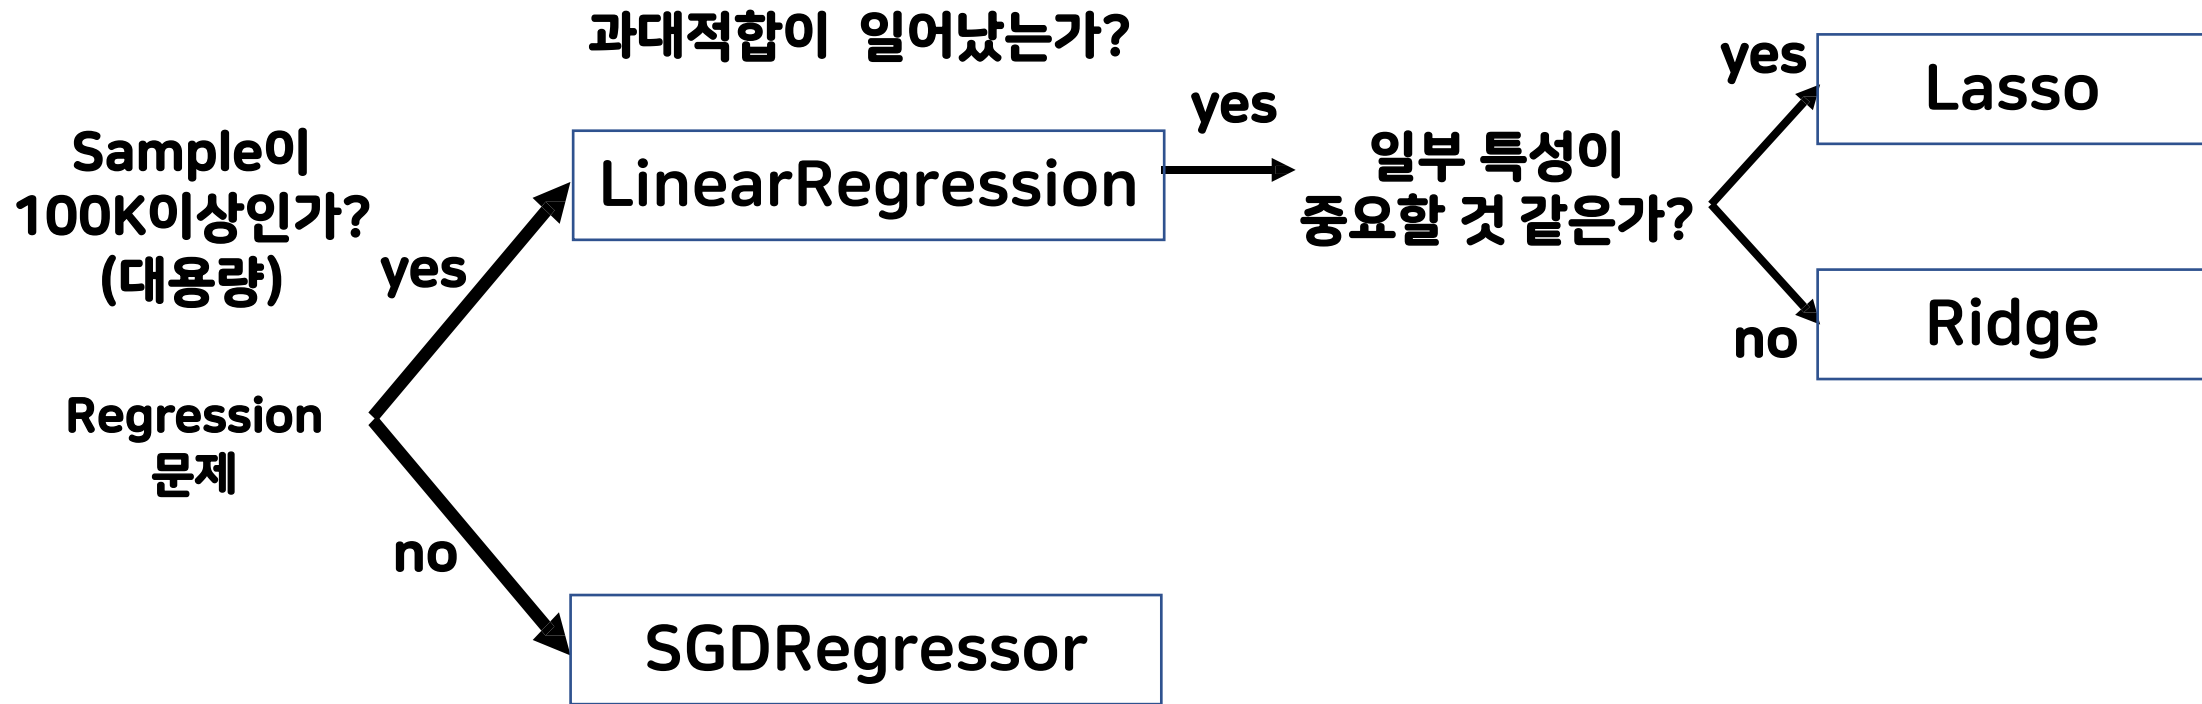 과대적합이 일어났는가?
Sample이
100K이상인가?
(대용량)
yes
LinearRegression
yes
일부 특성이
중요할 것 같은가?
yes
Lasso
no
Ridge
Regression
문제
no
SGDRegressor